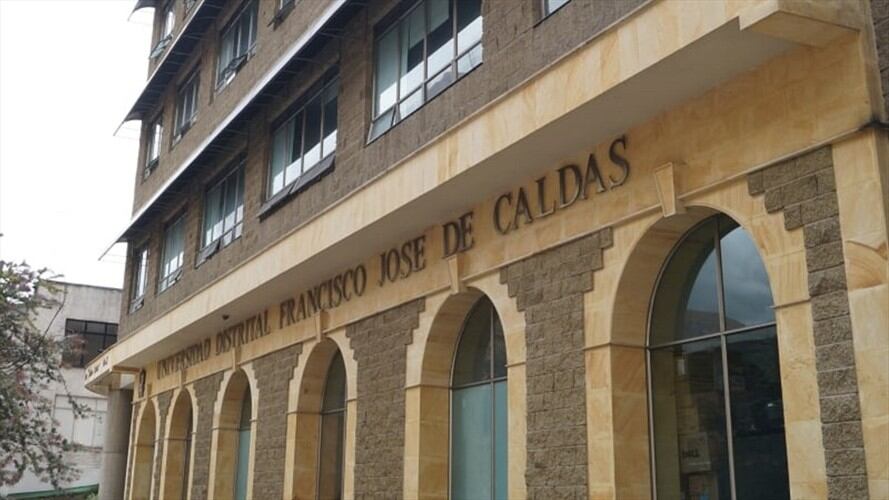 UNIVERSIDAD DISTRITAL FRANCISCO JOSE DE CALDAS